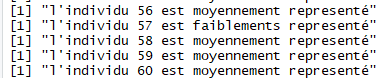 [1] "l'individu 56 est moyennement representé"
[1] "l'individu 57 est faiblements representé"
[1] "l'individu 58 est moyennement representé"
[1] "l'individu 59 est moyennement representé"
[1] "l'individu 60 est moyennement representé"